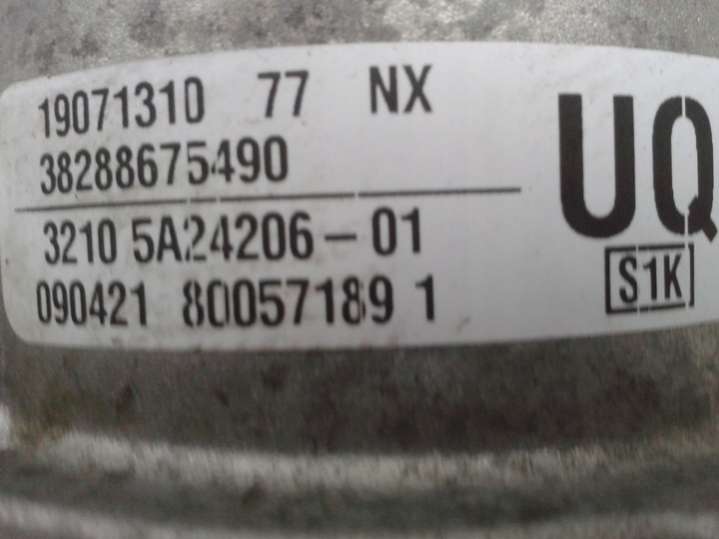 19071310 77 NX
38288675490
3210 5A24206-01
090421 80057189 1
UQ
S1K